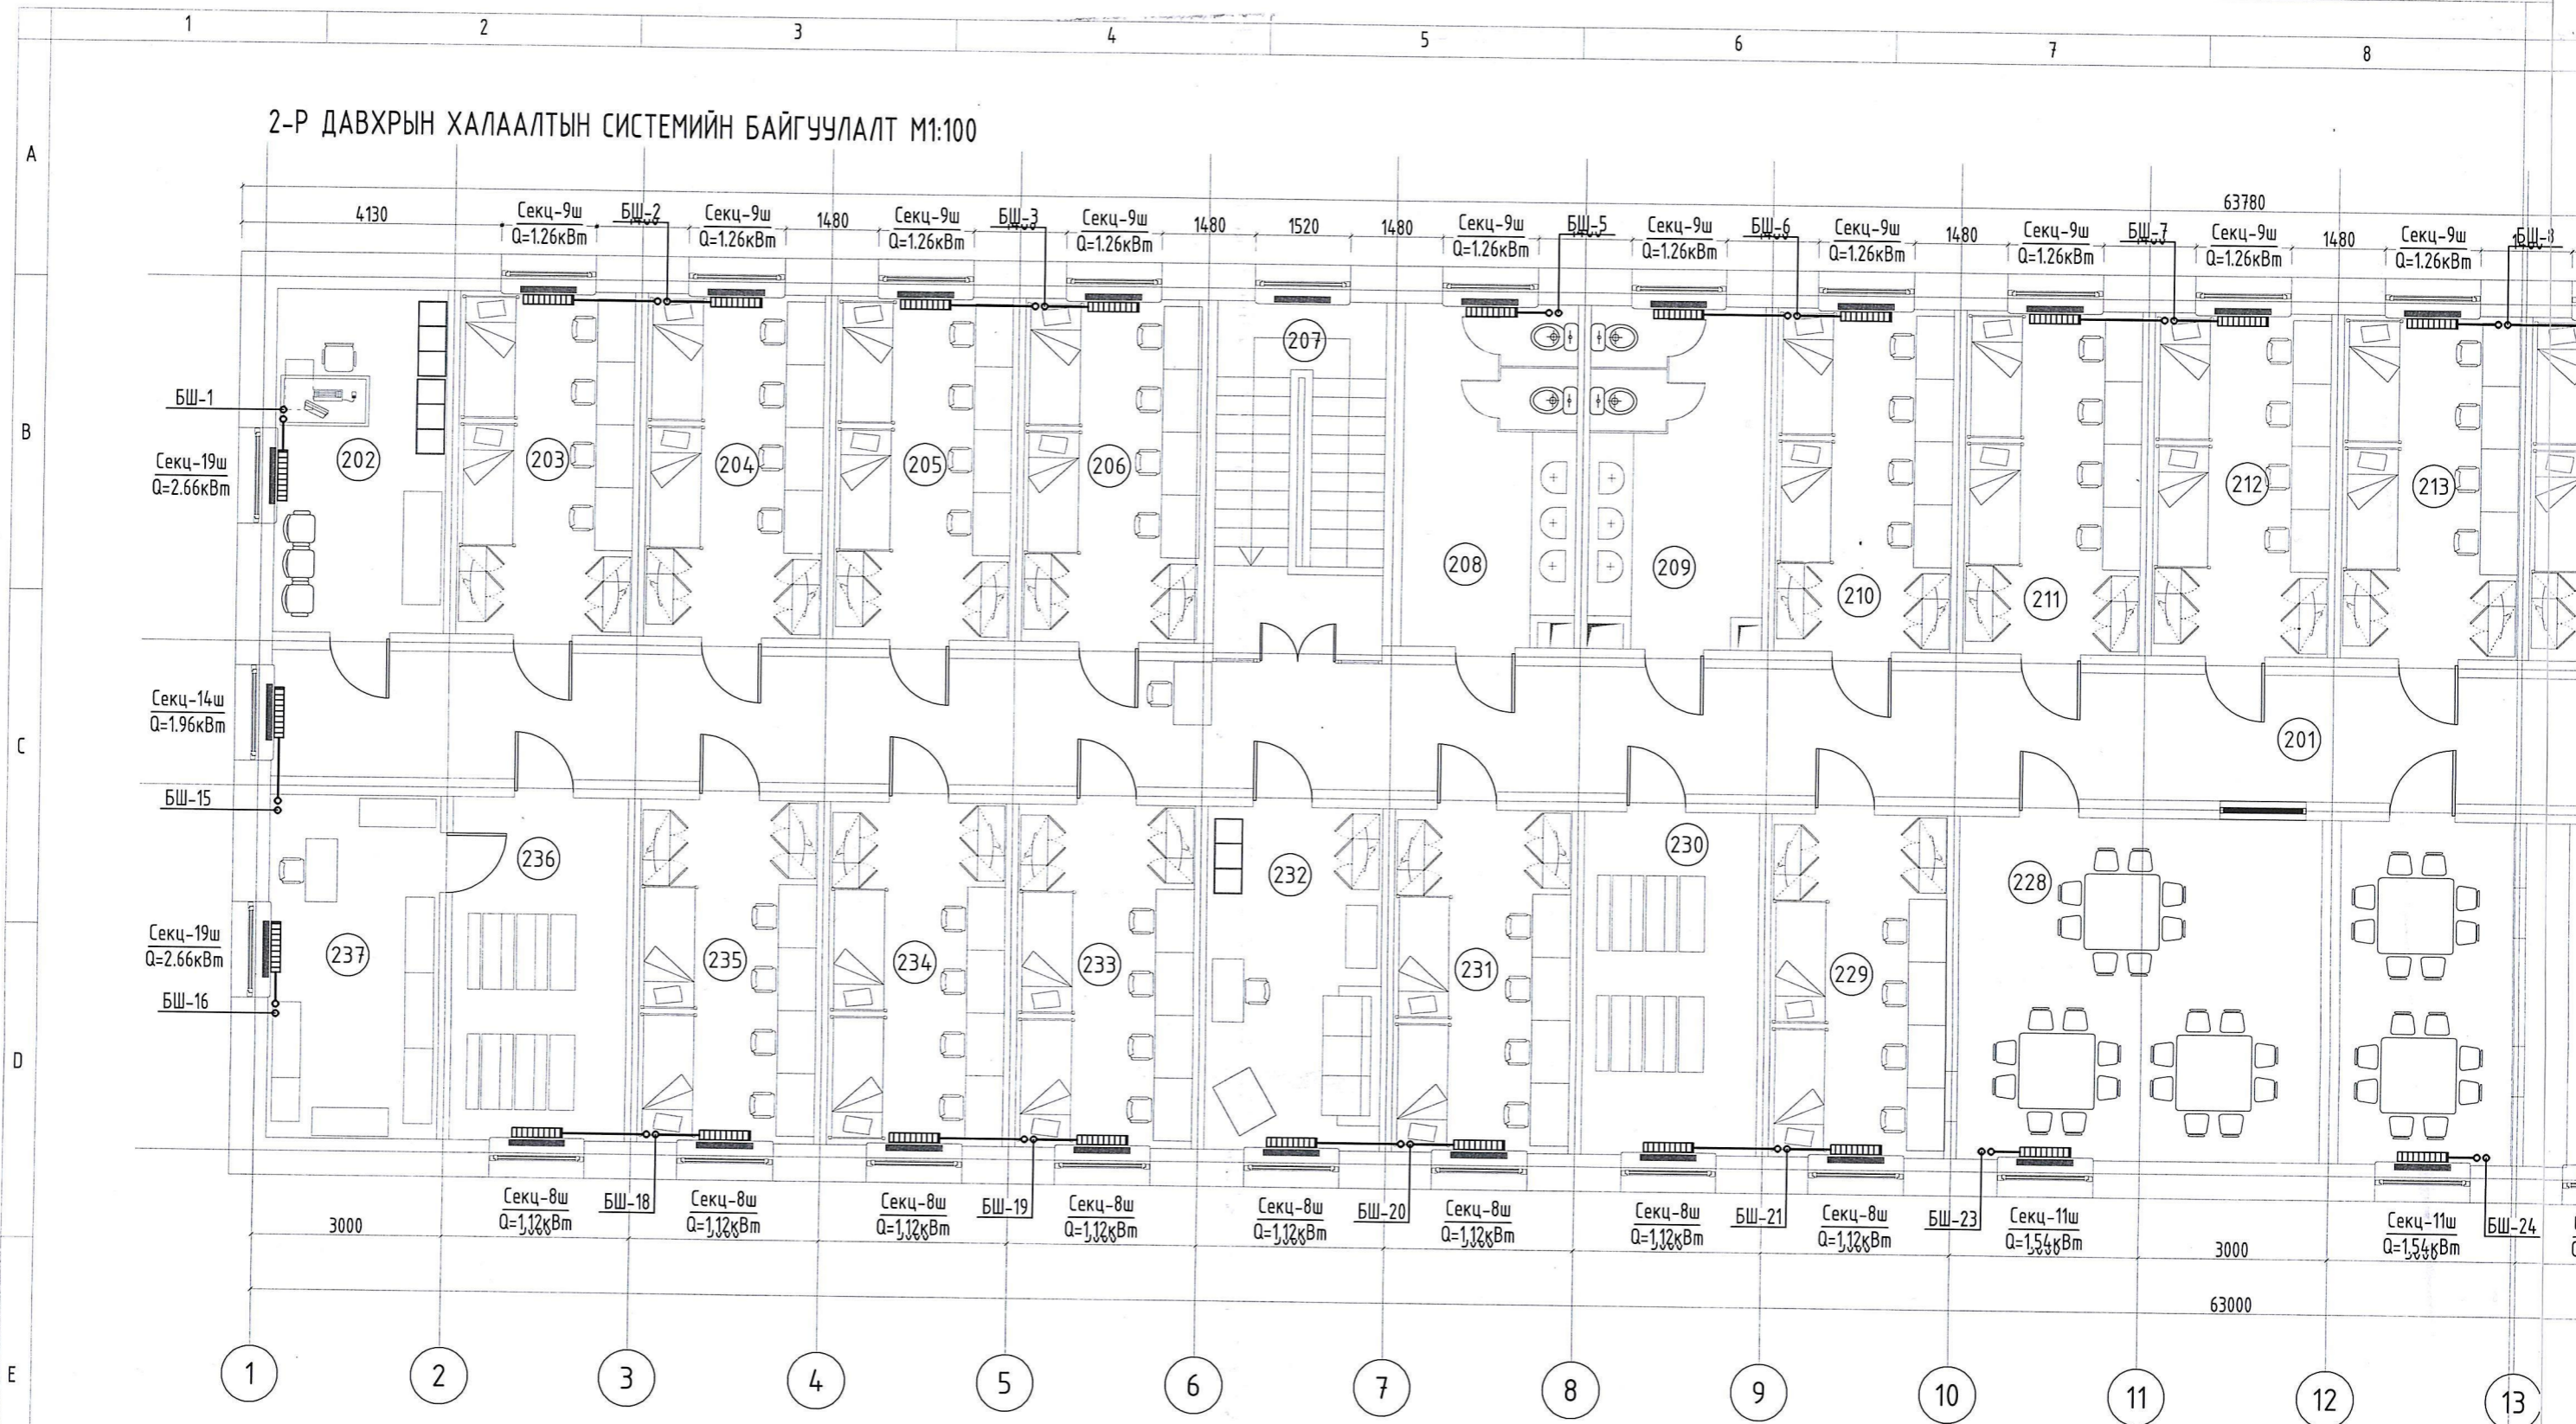 1 2 3 4 5 6 7 8
A
2-Р ДАВХРЫН ХАЛААЛТЫН СИСТЕМИЙН БАЙГУУЛАЛТ М1:100
63780
4130
1480
1480
1520
1480
1480
1480
Секц-9ш
Q=1.26кВт
БШ-2
Секц-9ш
Q=1.26кВт
Секц-9ш
Q=1.26кВт
БШ-3
Секц-9ш
Q=1.26кВт
Секц-9ш
Q=1.26кВт
БШ-5
Секц-9ш
Q=1.26кВт
БШ-6
Секц-9ш
Q=1.26кВт
Секц-9ш
Q=1.26кВт
БШ-7
Секц-9ш
Q=1.26кВт
Секц-9ш
Q=1.26кВт
БШ-8
B
БШ-1
Секц-19ш
Q=2.66кВт
202
203
204
205
206
207
208
209
210
211
212
213
C
Секц-14ш
Q=1.96кВт
201
БШ-15
236
232
230
228
Секц-19ш
Q=2.66кВт
237
235
234
233
231
229
БШ-16
D
Секц-8ш
Q=1,12кВт
БШ-18
Секц-8ш
Q=1,12кВт
Секц-8ш
Q=1,12кВт
БШ-19
Секц-8ш
Q=1,12кВт
Секц-8ш
Q=1,12кВт
БШ-20
Секц-8ш
Q=1,12кВт
Секц-8ш
Q=1,12кВт
БШ-21
Секц-8ш
Q=1,12кВт
БШ-23
Секц-11ш
Q=1,54кВт
Секц-11ш
Q=1,54кВт
БШ-24
3000
3000
63000
E
1 2 3 4 5 6 7 8 9 10 11 12 13